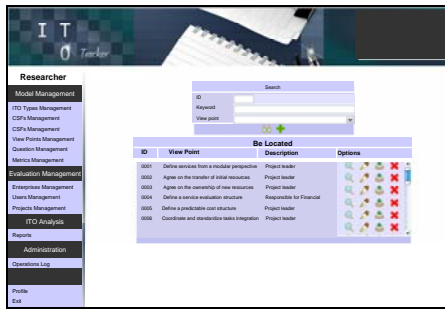 I T
O Tracker
Researcher
Model Management
ITO Types Management
CSFs Management
CSFs Management
View Points Management
Question Management
Metrics Management
Evaluation Management
Enterprises Management
Users Management
Projects Management
ITO Analysis
Reports
Administration
Operations Log
Profile
Exit
Search
ID
Keyword
View point
Be Located
ID View Point Description Options
0001 Define services from a modular perspective Project leader
0002 Agree on the transfer of initial resources Project leader
0003 Agree on the ownership of new resources Project leader
0004 Define a service evaluation structure Responsible for Financial
0005 Define a predictable cost structure Project leader
0006 Coordinate and standardize tasks integration Project leader